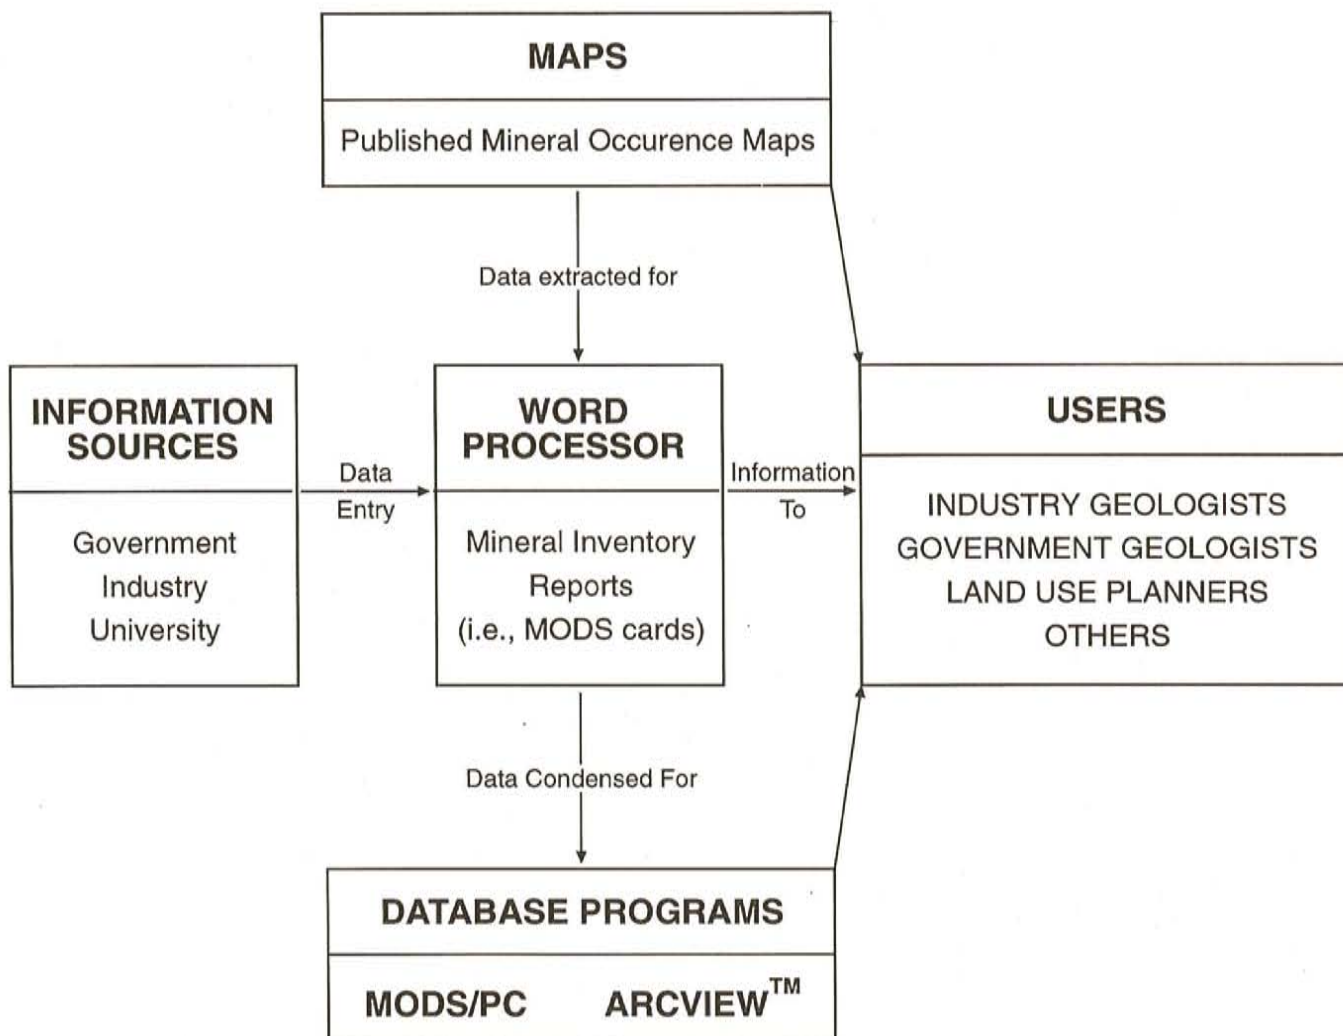 MAPS
Published Mineral Occurence Maps
Data extracted for
INFORMATION
SOURCES
Government
Industry
University
Data
Entry
WORD
PROCESSOR
Mineral Inventory
Reports
(i.e., MODS cards)
Information
To
USERS
INDUSTRY GEOLOGISTS
GOVERNMENT GEOLOGISTS
LAND USE PLANNERS
OTHERS
Data Condensed For
DATABASE PROGRAMS
MODS/PC ARCVIEW™